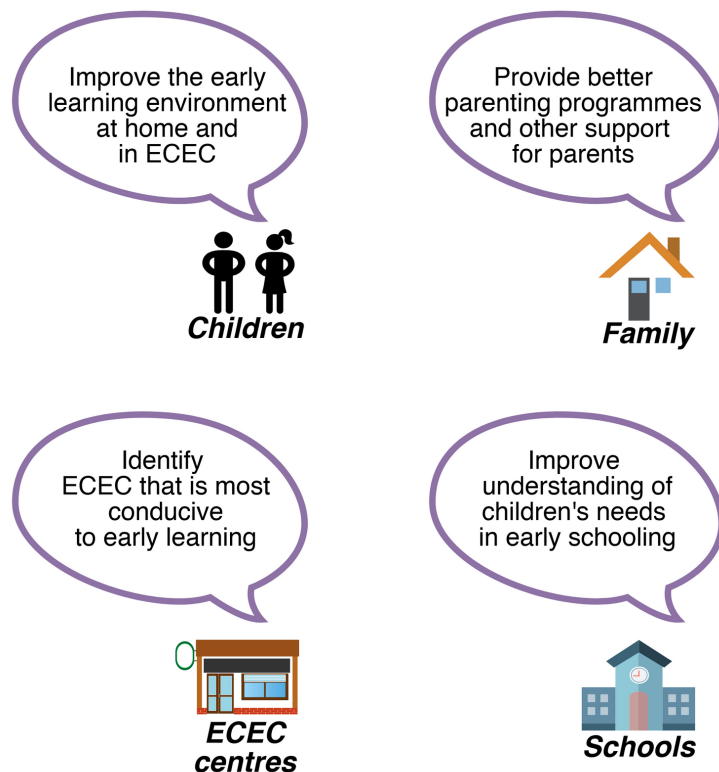 Improve the early
learning environment
at home and
in ECEC
Children
Provide better
parenting programmes
and other support
for parents
Family
Identify
ECEC that is most
conducive
to early learning
ECEC
centres
Improve
understanding of
children's needs
in early schooling
Schools